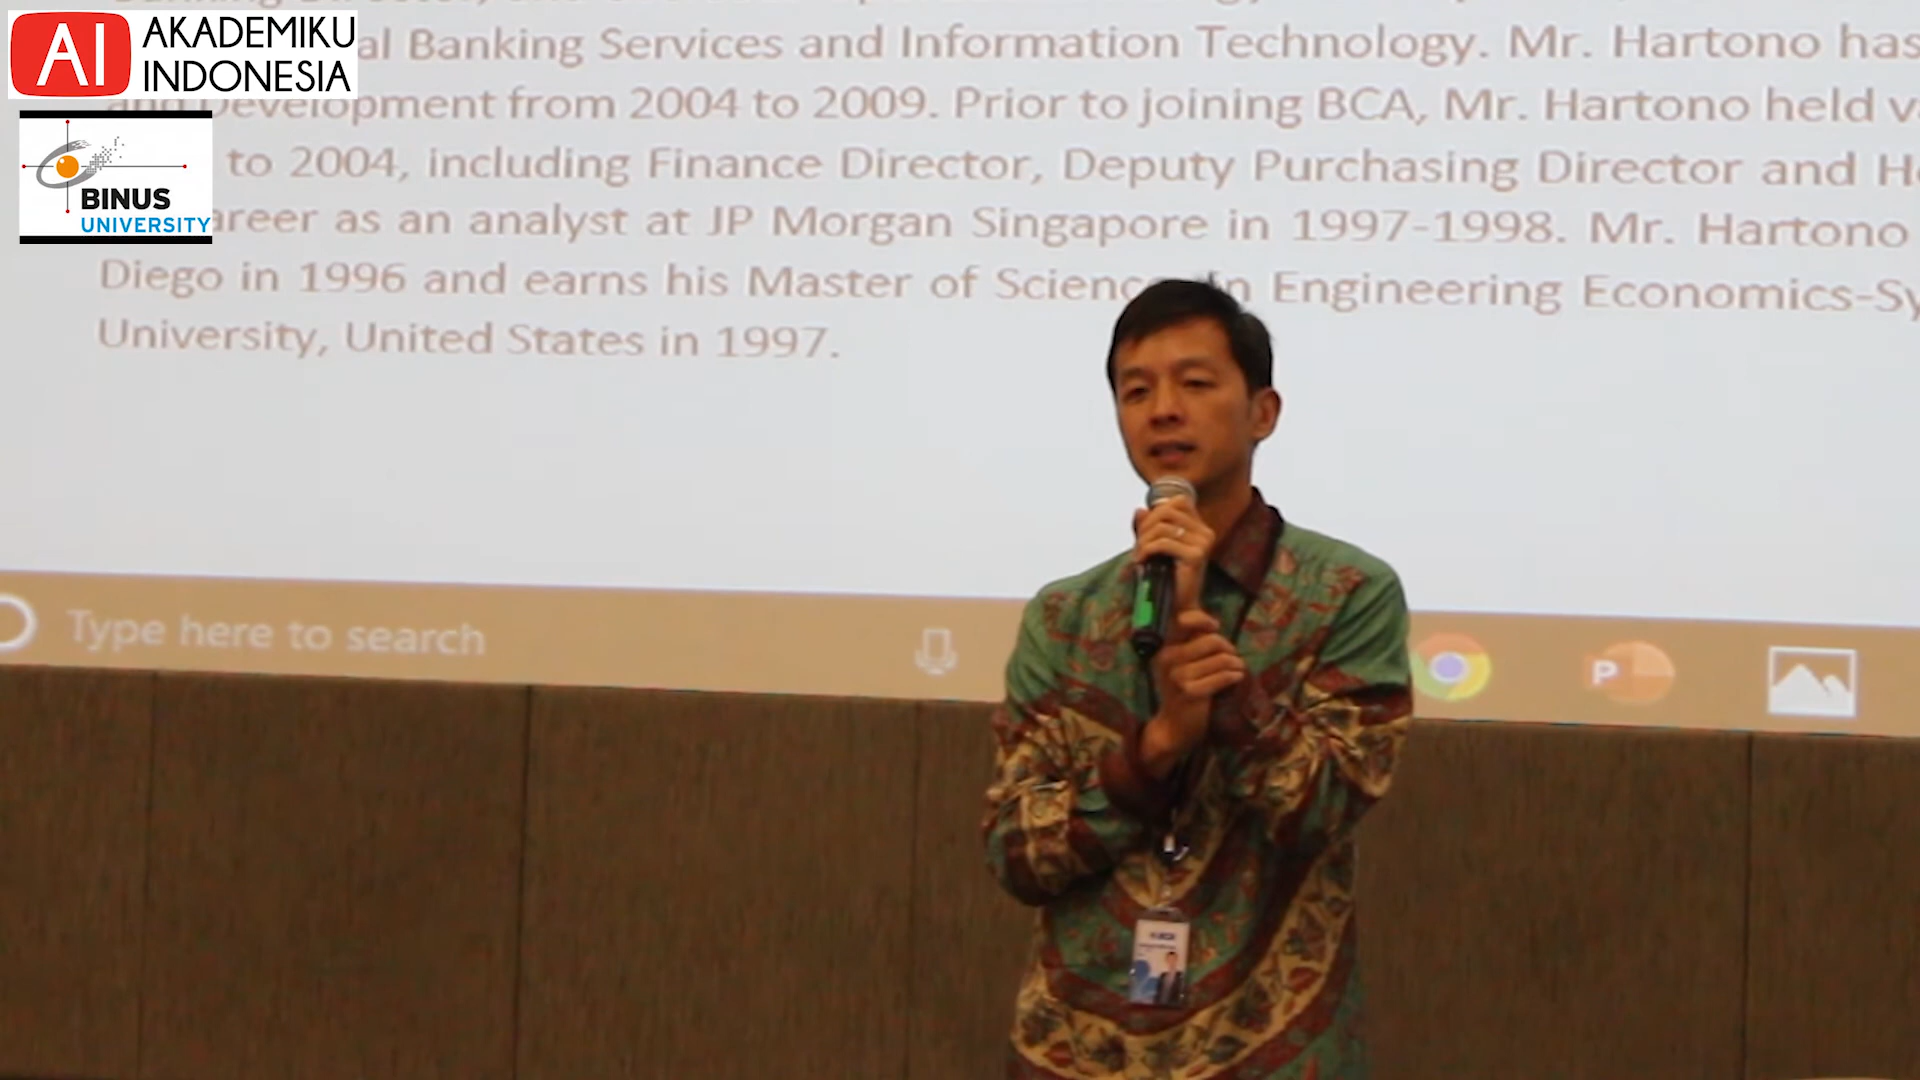 AI AKADEMIKU
INDONESIA
al Banking Services and Information Technology. Mr. Hartono has
and Development from 2004 to 2009. Prior to joining BCA, Mr. Hartono held
BINUS
UNIVERSITY
to 2004, including Finance Director, Deputy Purchasing Director and
areer as an analyst at JP Morgan Singapore in 1997-1998. Mr. Hartono
Diego in 1996 and earns his Master of Science in Engineering Economics-Sy
University, United States in 1997.
Type here to search
P